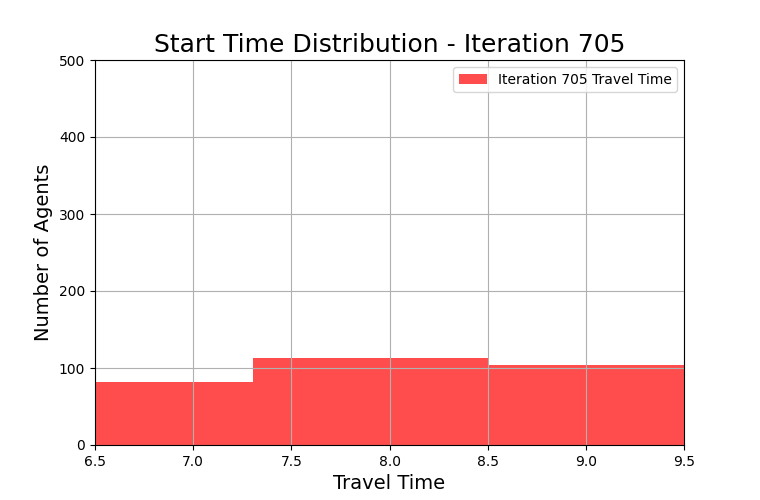 Start Time Distribution - Iteration 705
500
400
300
200
100
0
Number of Agents
Iteration 705 Travel Time
6.5 7.0 7.5 8.0 8.5 9.0 9.5
Travel Time